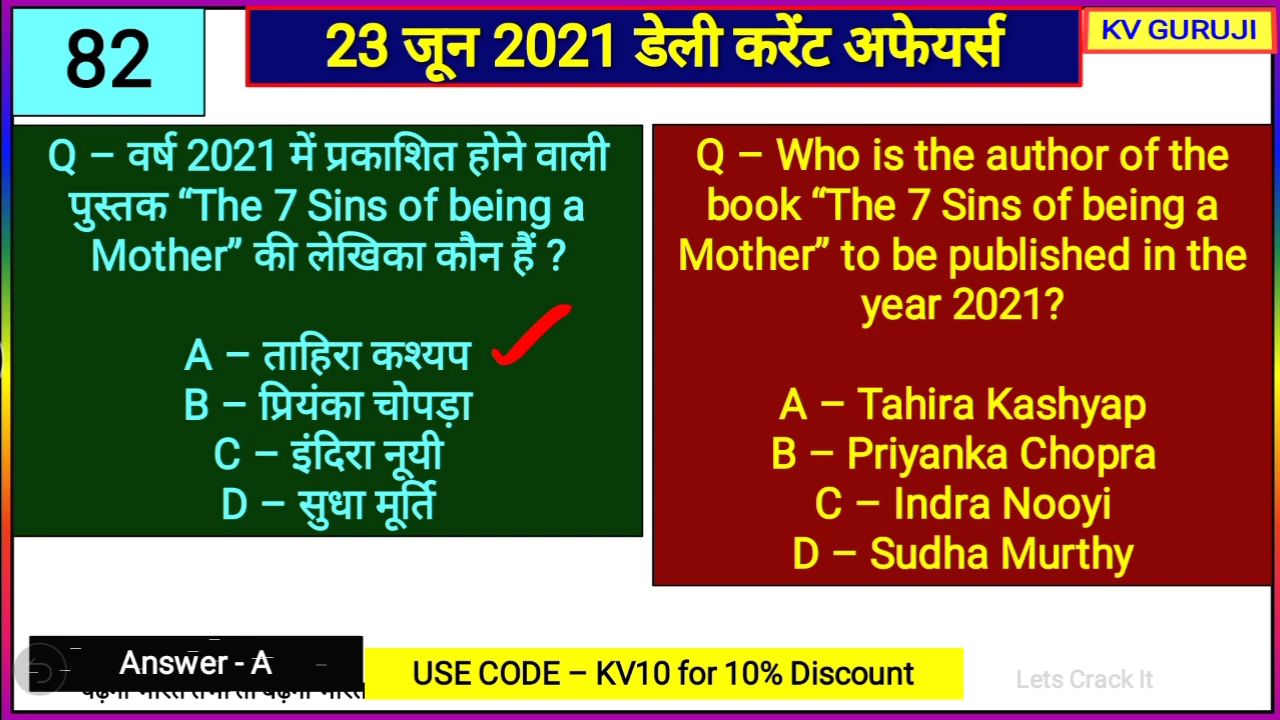 82
23 जून 2021 डेली करेंट अफेयर्स
KV GURUJI
Q – वर्ष 2021 में प्रकाशित होने वाली
पुस्तक “The 7 Sins of being a
Mother” की लेखिका कौन हैं ?
A – ताहिरा कश्यप
B – प्रियंका चोपड़ा
C – इंदिरा नूयी
D – सुधा मूर्ति
Q – Who is the author of the
book “The 7 Sins of being a
Mother” to be published in the
year 2021?
A – Tahira Kashyap
B – Priyanka Chopra
C – Indra Nooyi
D – Sudha Murthy
Answer - A
USE CODE – KV10 for 10% Discount
Lets Crack It